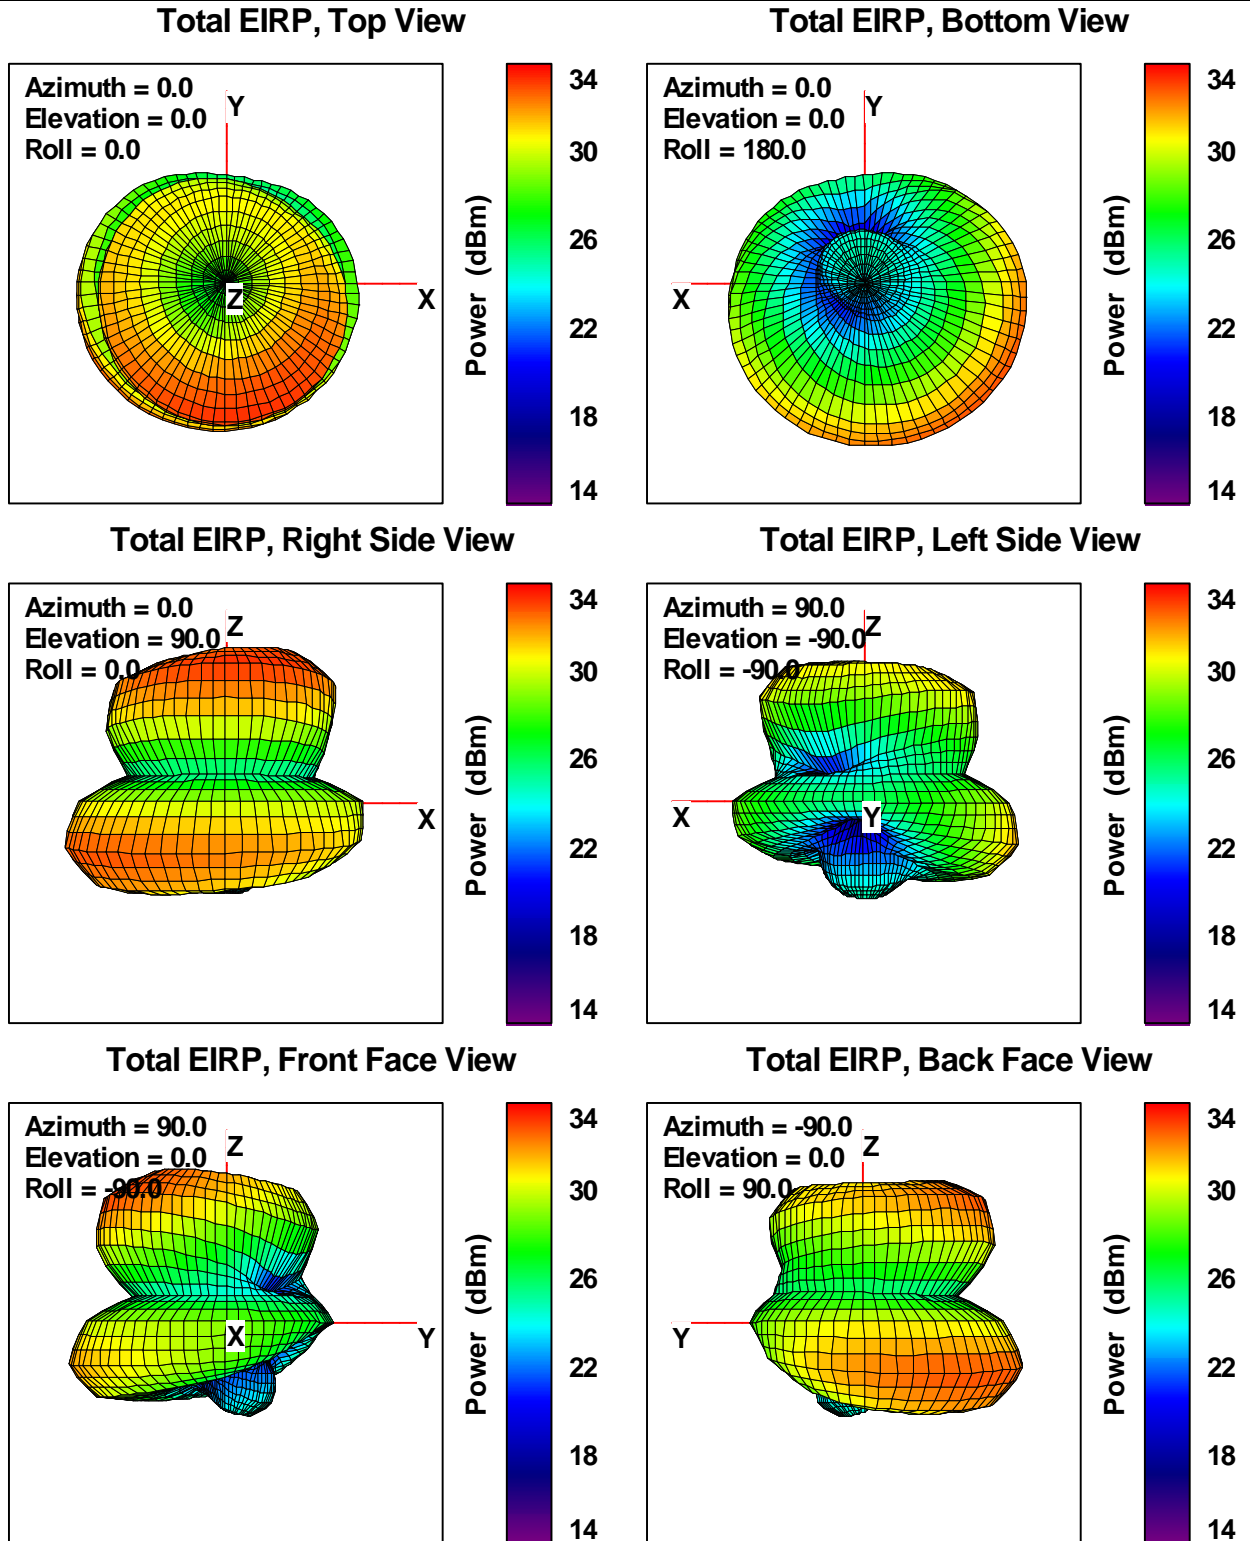 Total EIRP, Top View
Azimuth = 0.0
Elevation = 0.0
Roll = 0.0
Y
X
Z
Power (dBm)
34
30
26
22
18
14
Total EIRP, Bottom View
Azimuth = 0.0
Elevation = 0.0
Roll = 180.0
Y
X
Power (dBm)
34
30
26
22
18
14
Total EIRP, Right Side View
Azimuth = 0.0
Elevation = 90.0
Roll = 0.0
Z
X
Power (dBm)
34
30
26
22
18
14
Total EIRP, Left Side View
Azimuth = 90.0
Elevation = -90.0
Roll = -90.0
Z
X
Y
Power (dBm)
34
30
26
22
18
14
Total EIRP, Front Face View
Azimuth = 90.0
Elevation = 0.0
Roll = -90.0
Z
X
Y
Power (dBm)
34
30
26
22
18
14
Total EIRP, Back Face View
Azimuth = -90.0
Elevation = 0.0
Roll = 90.0
Z
Y
Power (dBm)
34
30
26
22
18
14